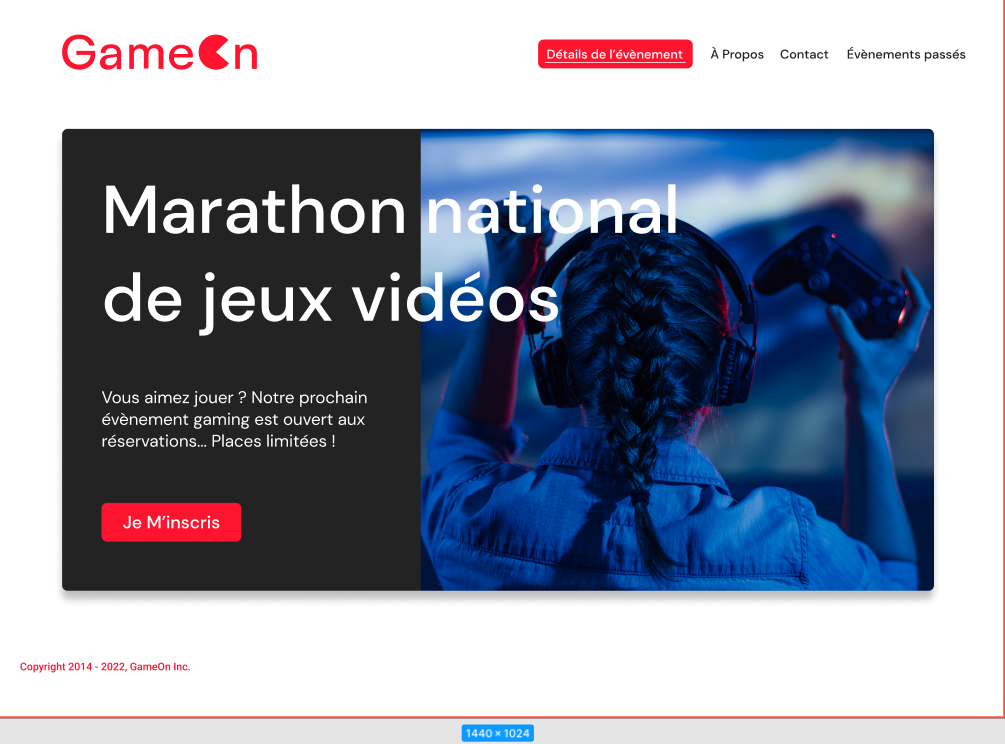 GameOn
Détails de l'évènement
À Propos
Contact
Évènements passés
Marathon national
de jeux vidéos
Vous aimez jouer ? Notre prochain
évènement gaming est ouvert aux
réservations... Places limitées !
Je M'inscris
Copyright 2014 - 2022, GameOn Inc.
1440 × 1024